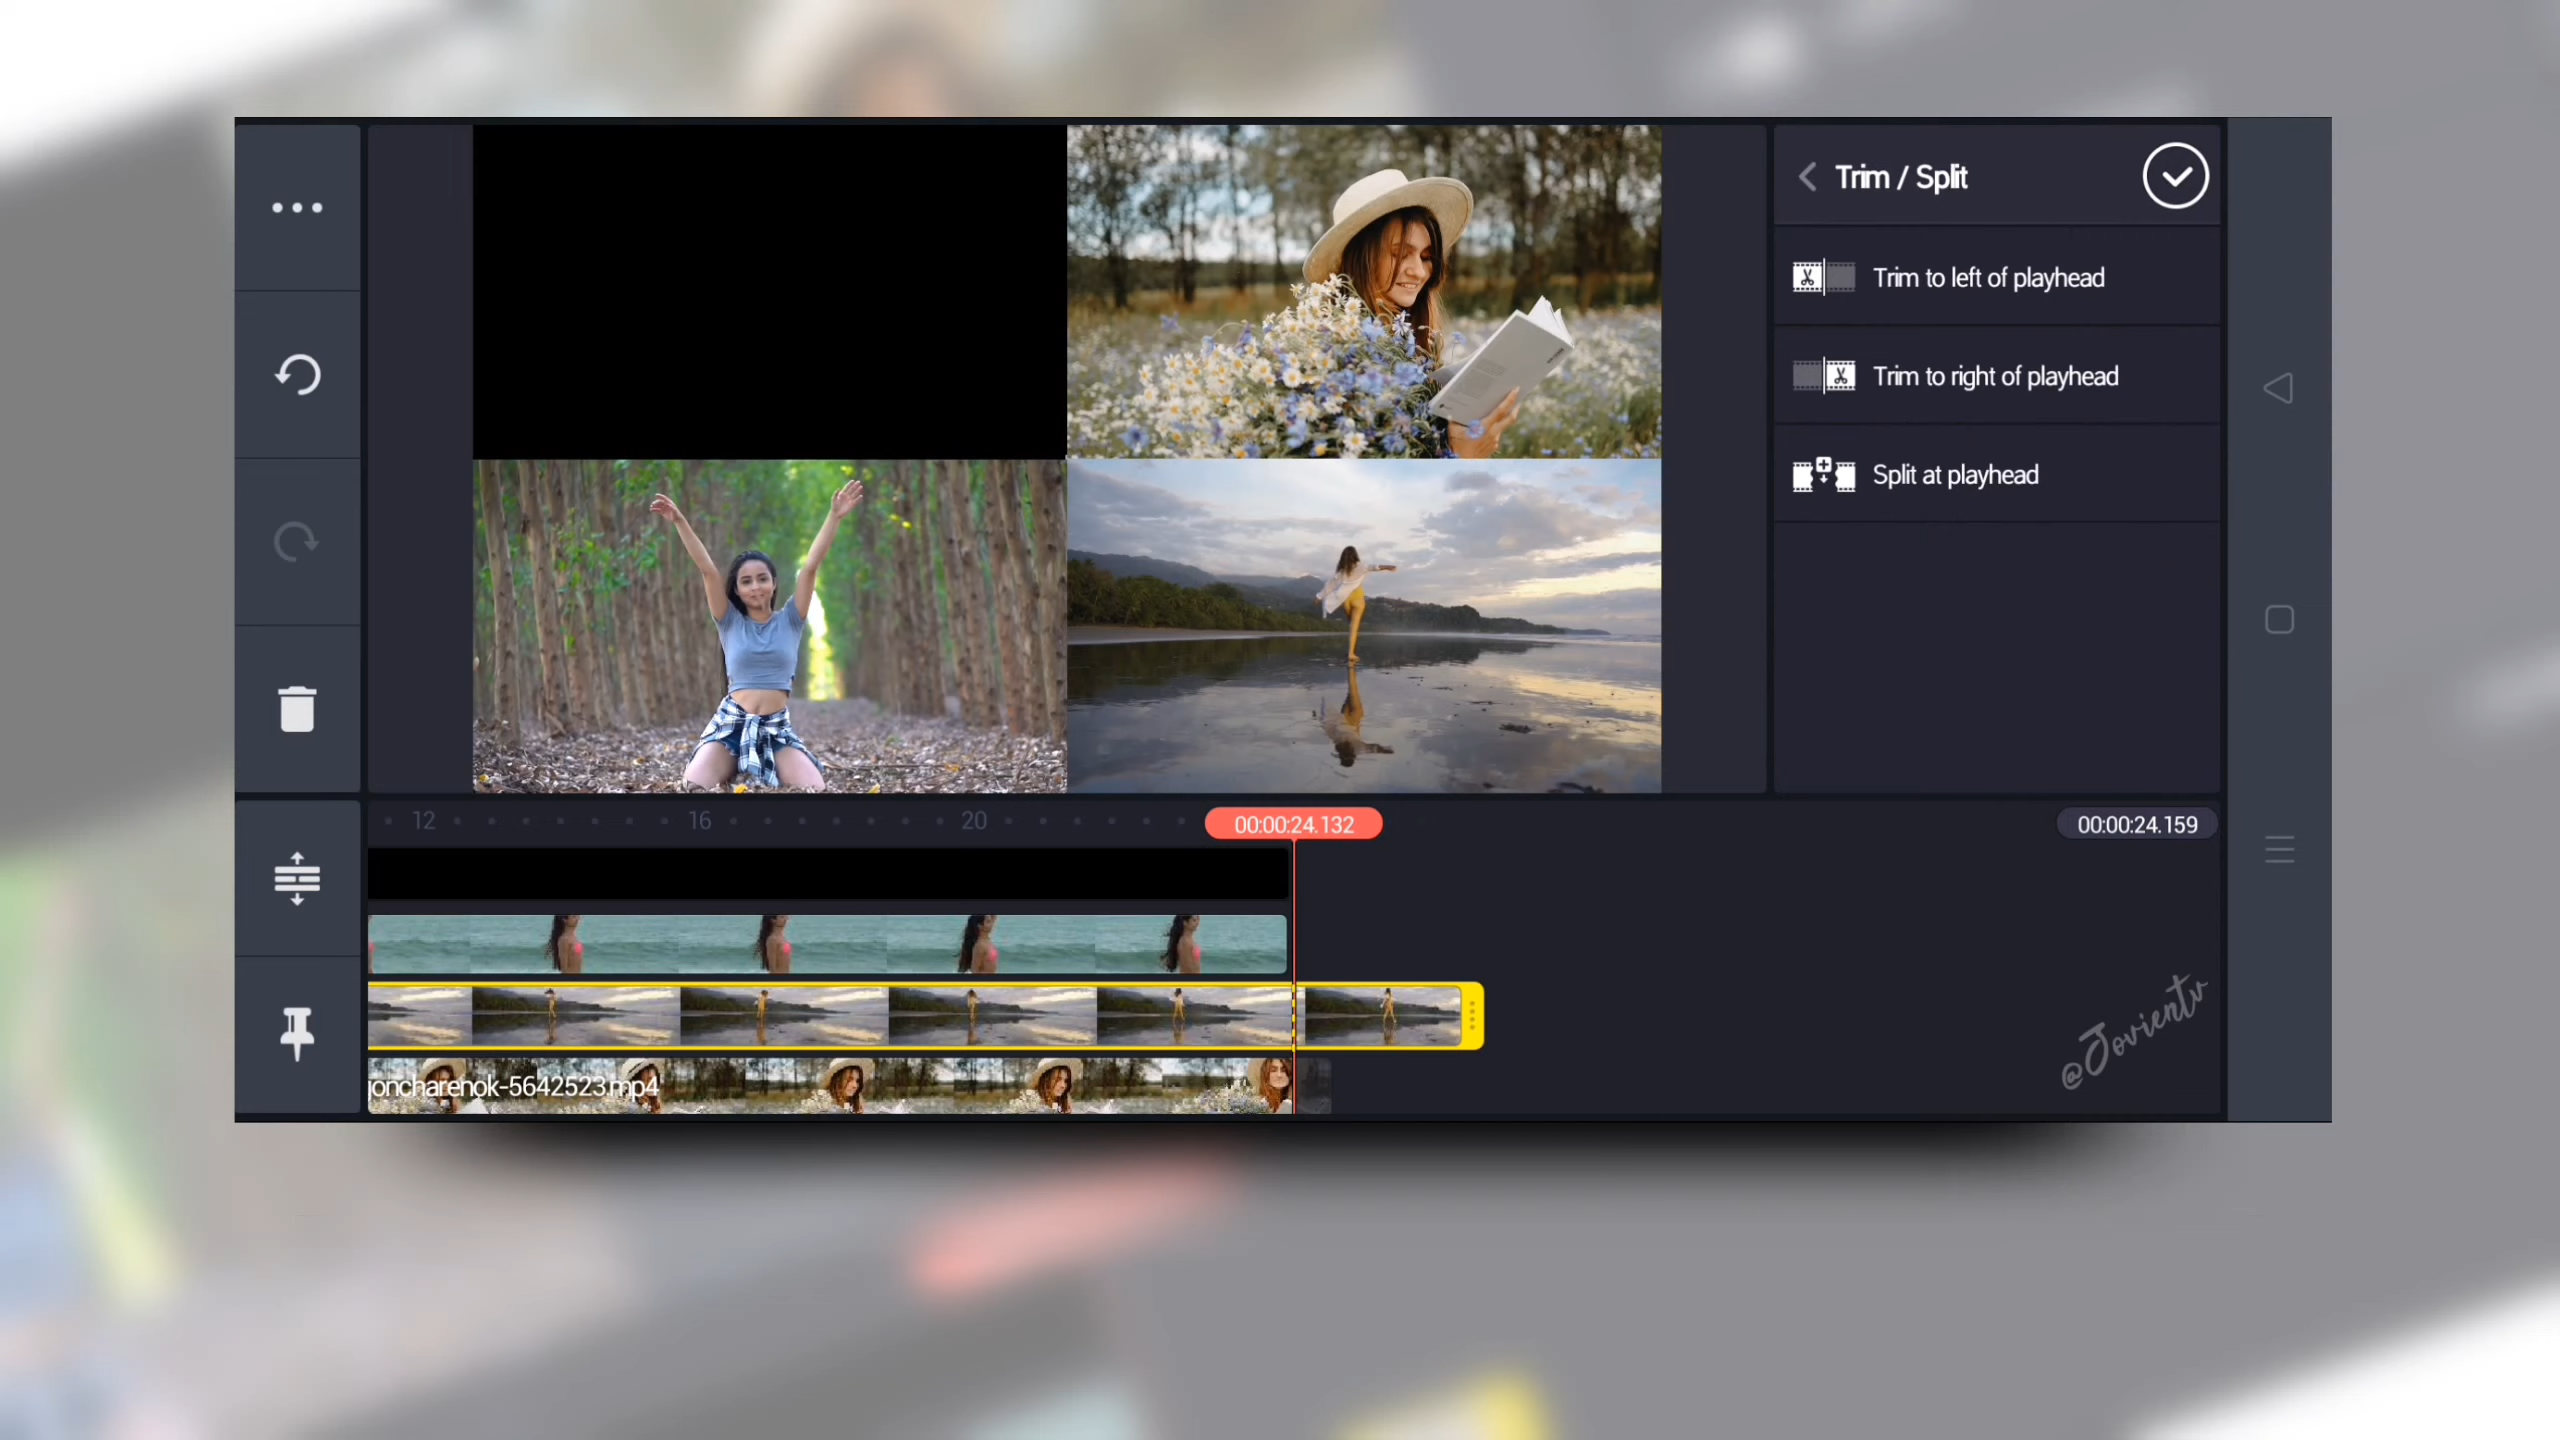 Trim / Split
Trim to left of playhead
Trim to right of playhead
Split at playhead
12
16
20
00:00:24.132
00:00:24.159
joncharenok-5642523.mp4
@Jovientv